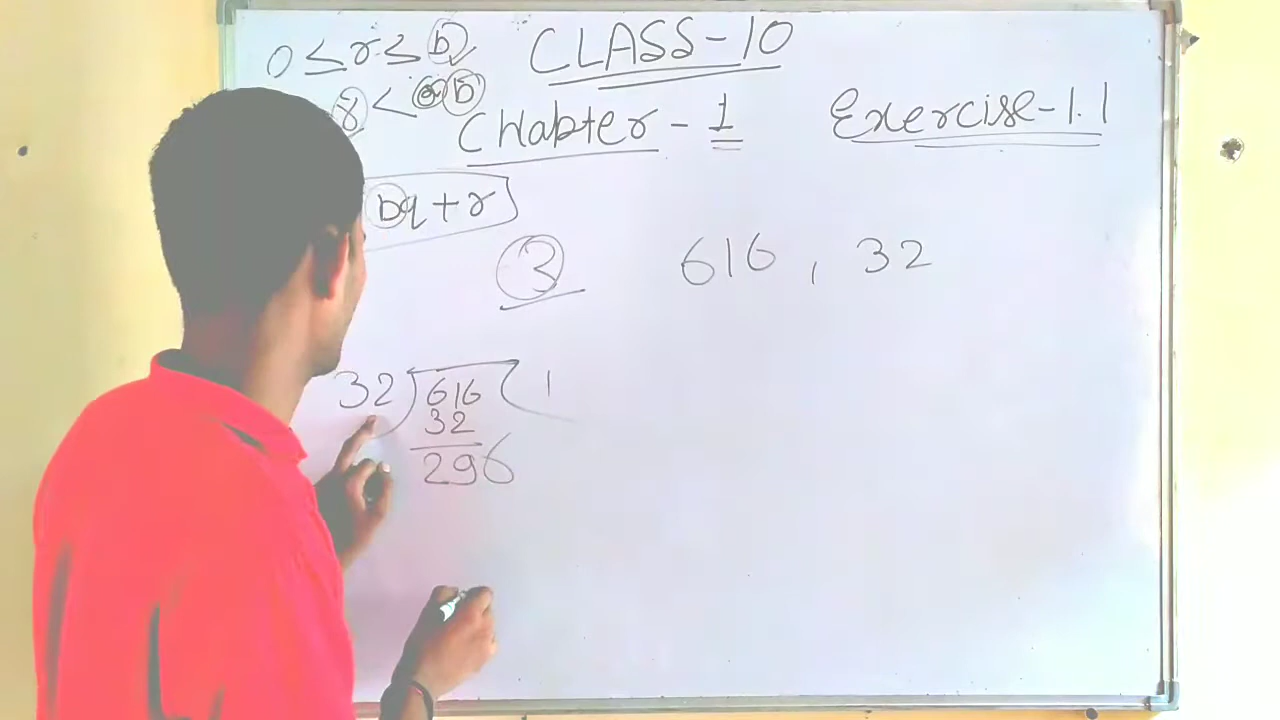 0 ≤ r ≤ b
CLASS-10
r < b
Chapter - 1
Exercise-1.1
bq + r
3
616 , 32
32 ) 616 ( 1
32
296